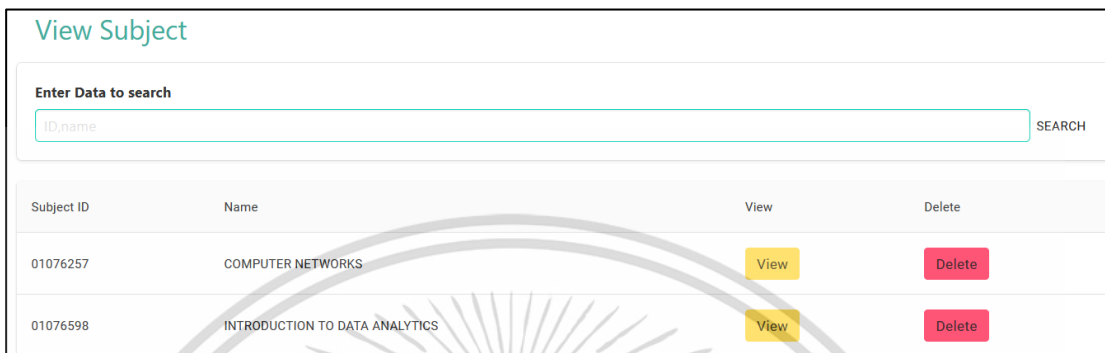 View Subject
Enter Data to search
ID,name
SEARCH
Subject ID Name View Delete
01076257 COMPUTER NETWORKS View Delete
01076598 INTRODUCTION TO DATA ANALYTICS View Delete